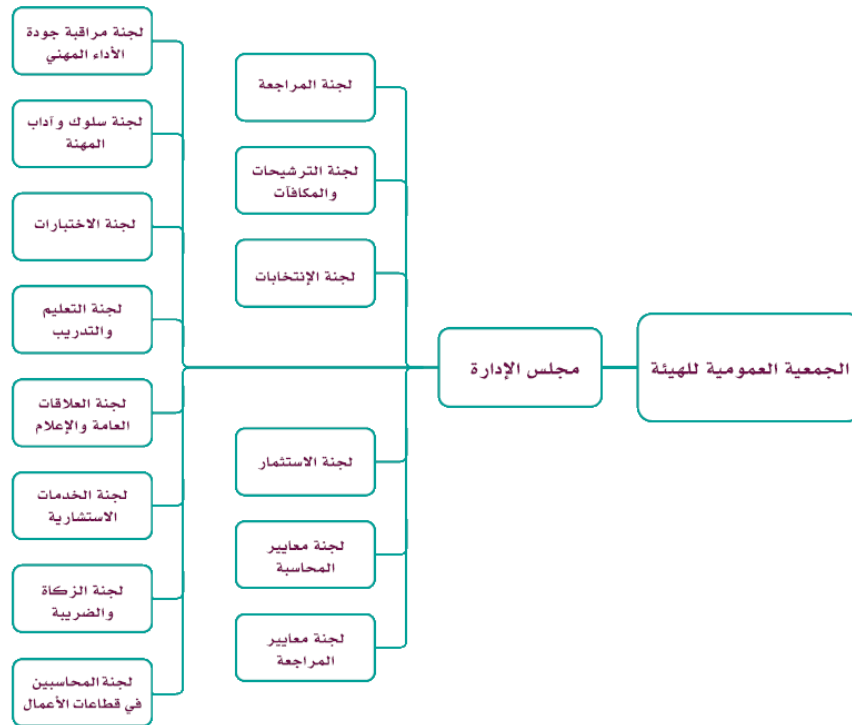 الجمعية العمومية للهيئة
مجلس الإدارة
لجنة المراجعة
لجنة الترشيحات
والمكافآت
لجنة الإنتخابات
لجنة الاستثمار
لجنة معايير
المحاسبة
لجنة معايير
المراجعة
لجنة مراقبة جودة
الأداء المهني
لجنة سلوك وآداب
المهنة
لجنة الاختبارات
لجنة التعليم
والتدريب
لجنة العلاقات
العامة والإعلام
لجنة الخدمات
الاستشارية
لجنة الزكاة
والضريبة
لجنة المحاسبين
في قطاعات الأعمال